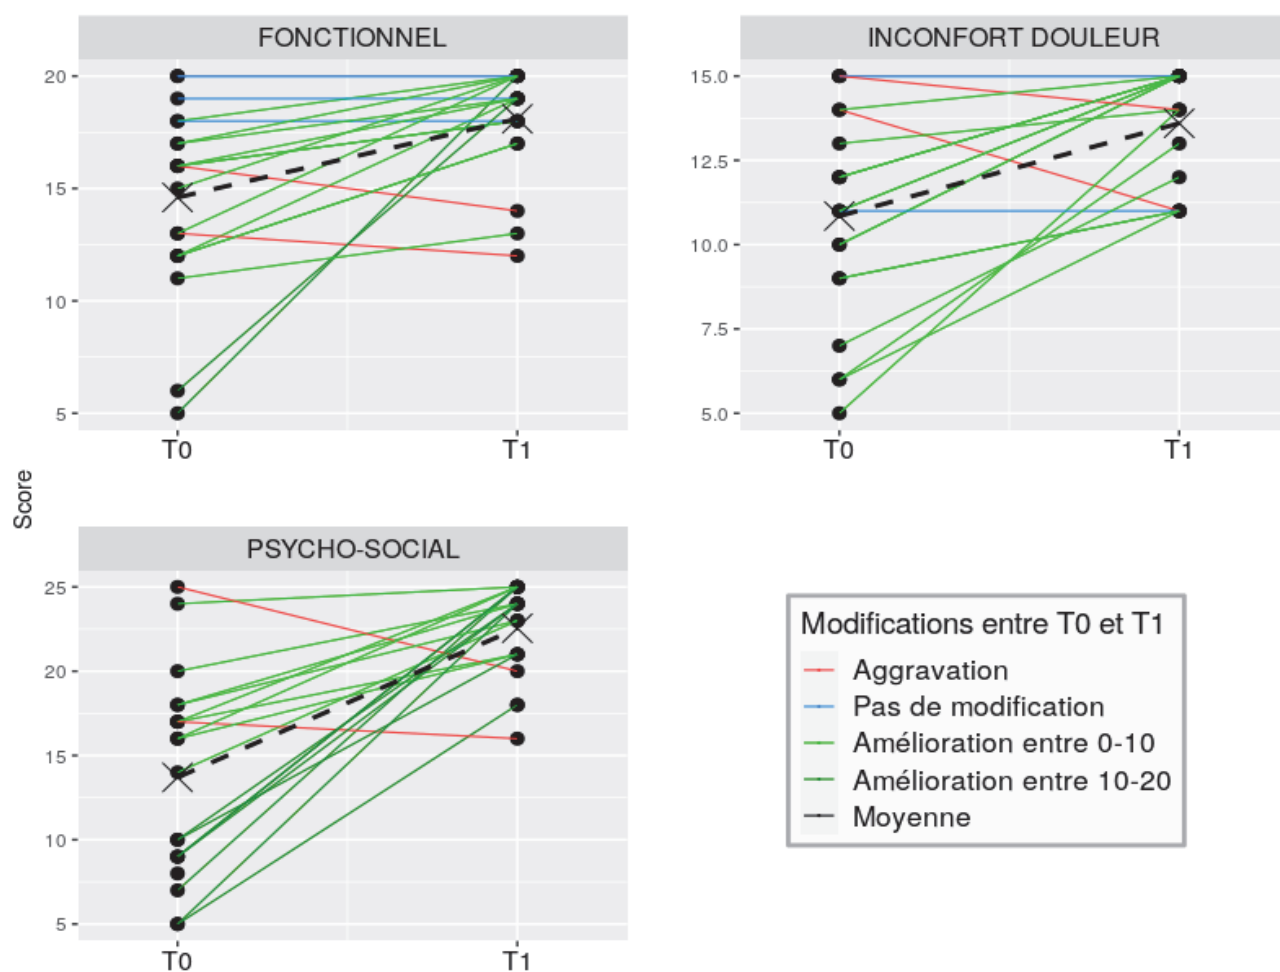 FONCTIONNEL
20
15
10
5
T0
T1
INCONFORT DOULEUR
15.0
12.5
10.0
7.5
5.0
T0
T1
Score
PSYCHO-SOCIAL
25
20
15
10
5
T0
T1
Modifications entre T0 et T1
Aggravation
Pas de modification
Amélioration entre 0-10
Amélioration entre 10-20
Moyenne